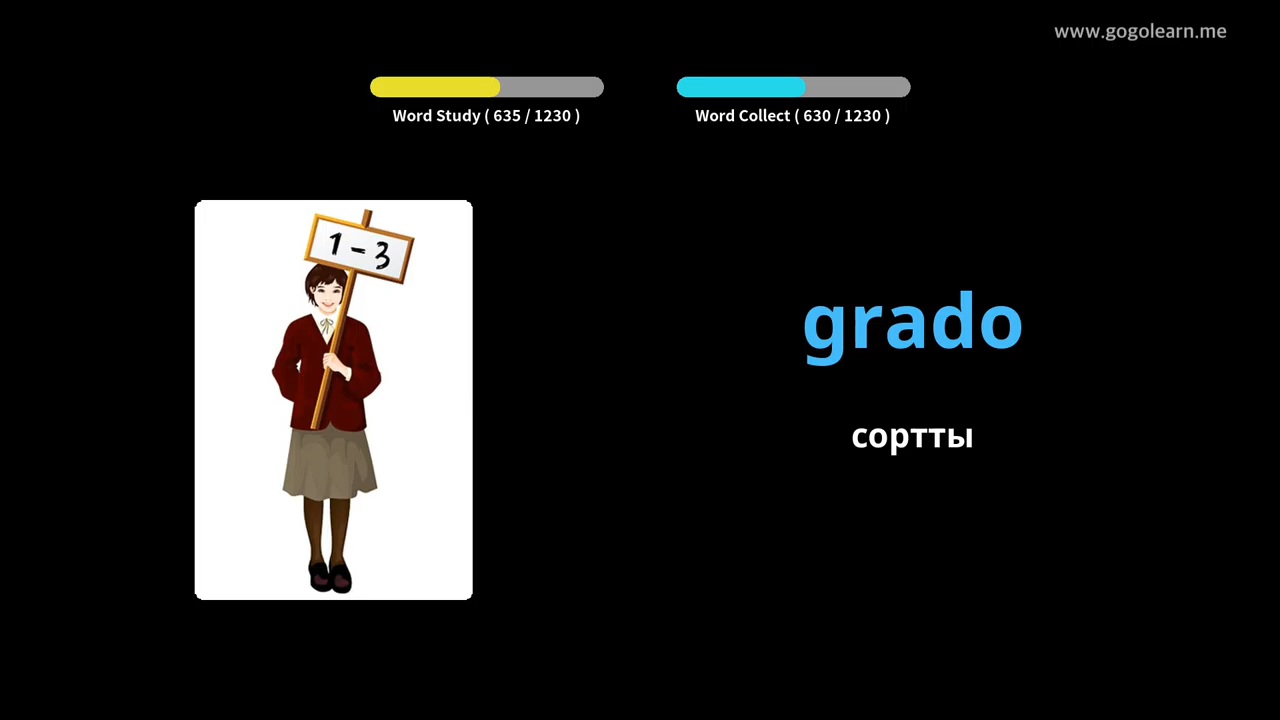 www.gogolearn.me
Word Study ( 635 / 1230 )
Word Collect ( 630 / 1230 )
1 - 3
grado
сортты